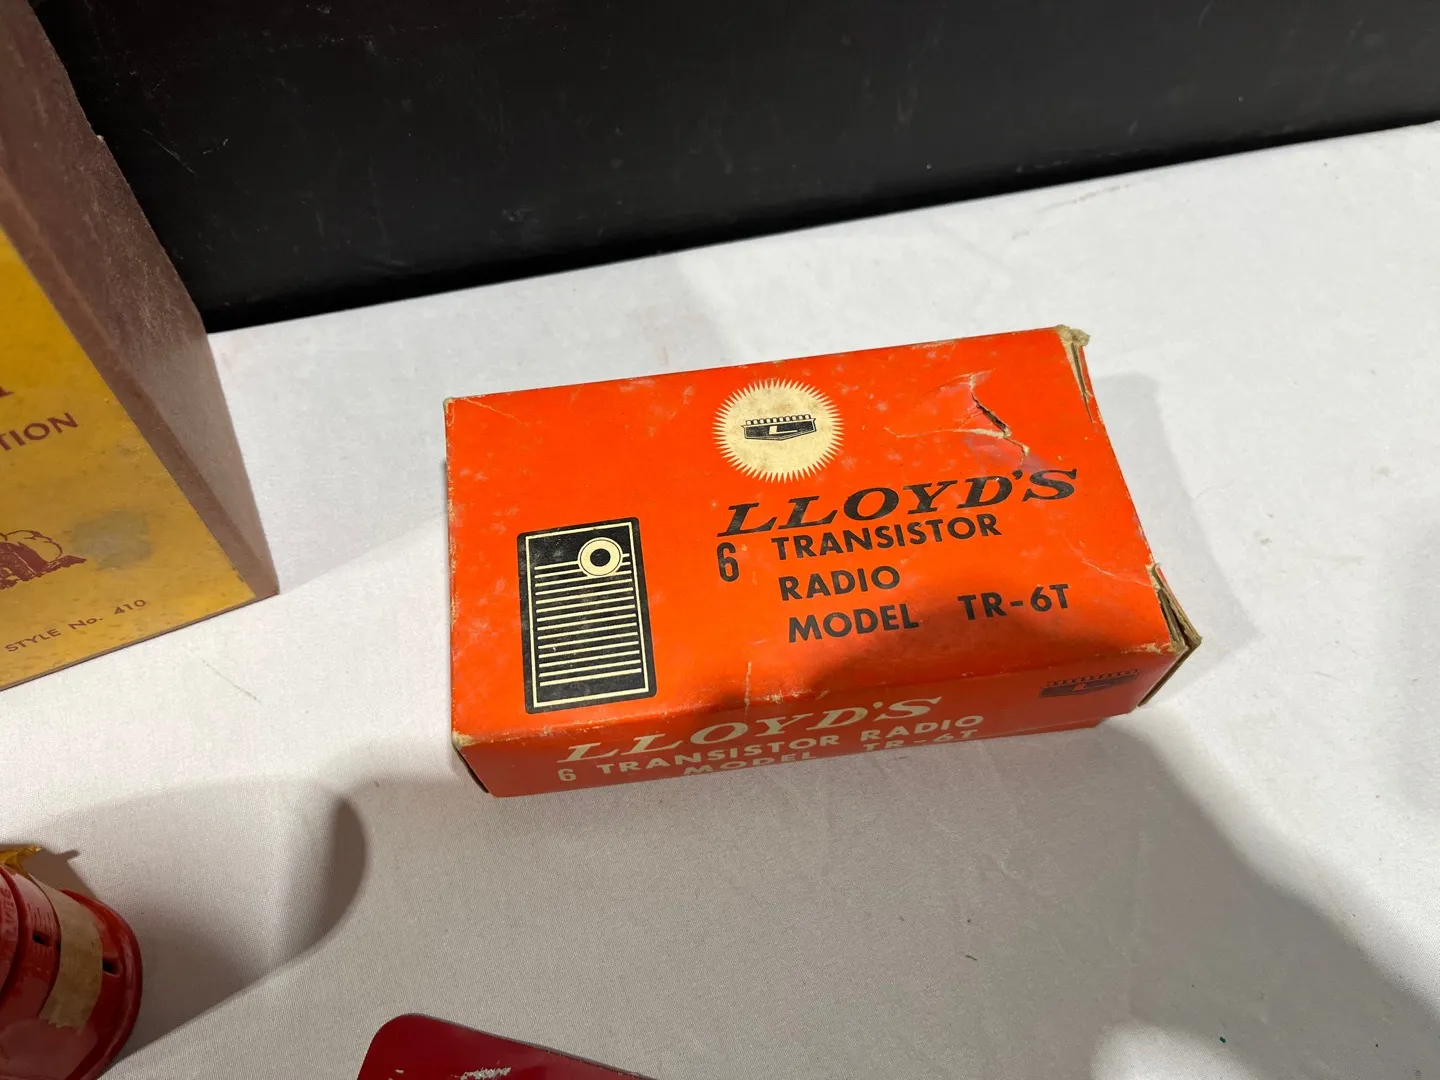 TION
STYLE No. 410
L
LLOYD'S
6 TRANSISTOR
RADIO
MODEL TR-6T
L
LLOYD'S
6 TRANSISTOR RADIO
MODEL TR-6T